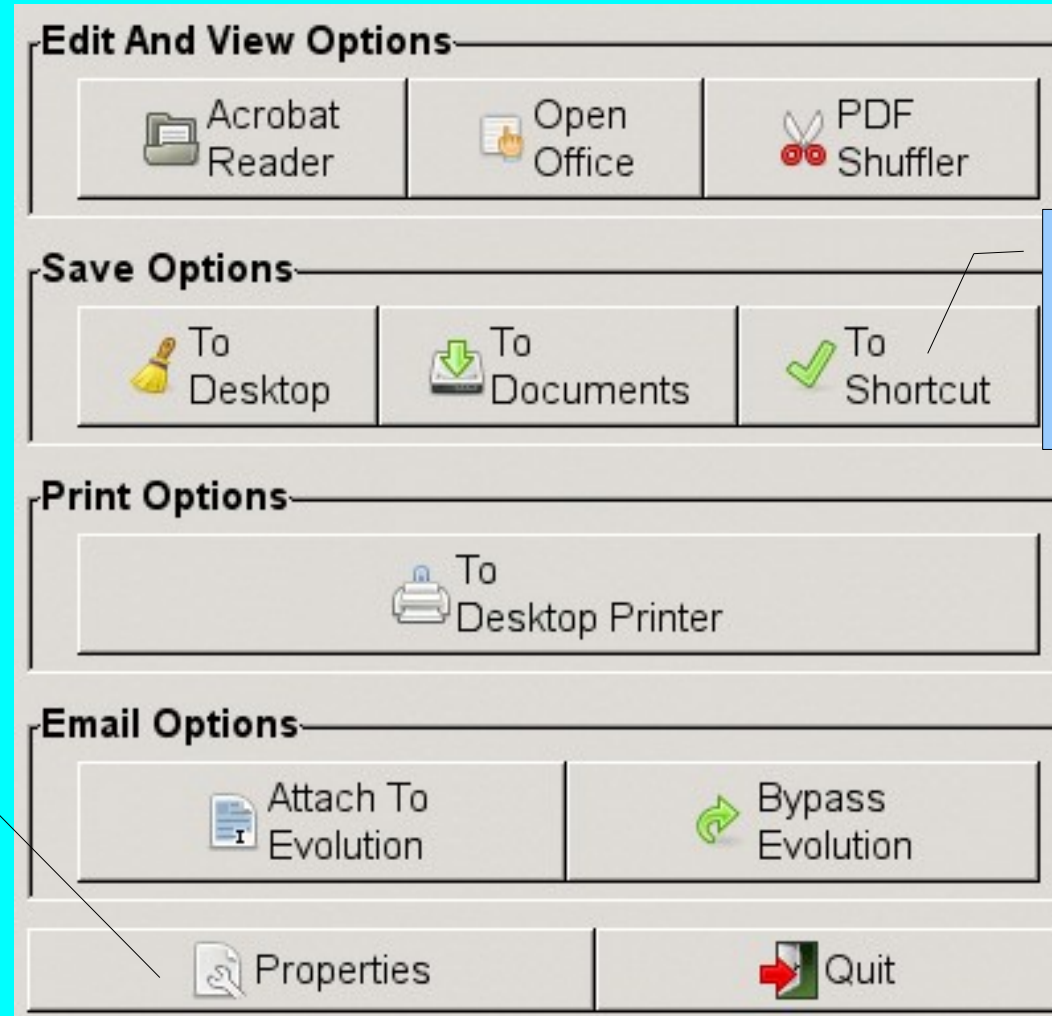 Edit And View Options
Acrobat
Reader
Open
Office
PDF
Shuffler
Save Options
To
Desktop
To
Documents
To
Shortcut
Print Options
To
Desktop Printer
Email Options
Attach To
Evolution
Bypass
Evolution
Properties
Quit